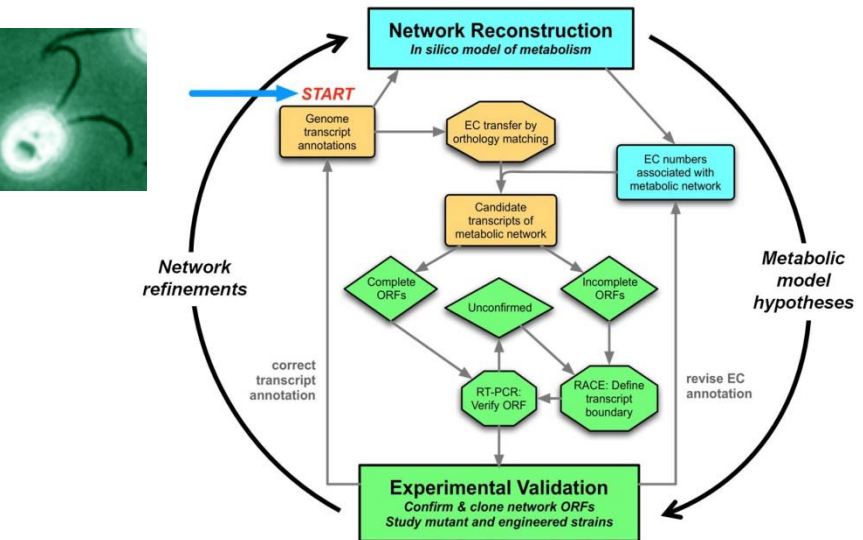 Network Reconstruction
In silico model of metabolism
START
Genome
transcript
annotations
EC transfer by
orthology matching
EC numbers
associated with
metabolic network
Candidate
transcripts of
metabolic network
Network
refinements
Metabolic
model
hypotheses
Complete
ORFs
Unconfirmed
Incomplete
ORFs
correct
transcript
annotation
RT-PCR:
Verify ORF
RACE: Define
transcript
boundary
revise EC
annotation
Experimental Validation
Confirm & clone network ORFs
Study mutant and engineered strains